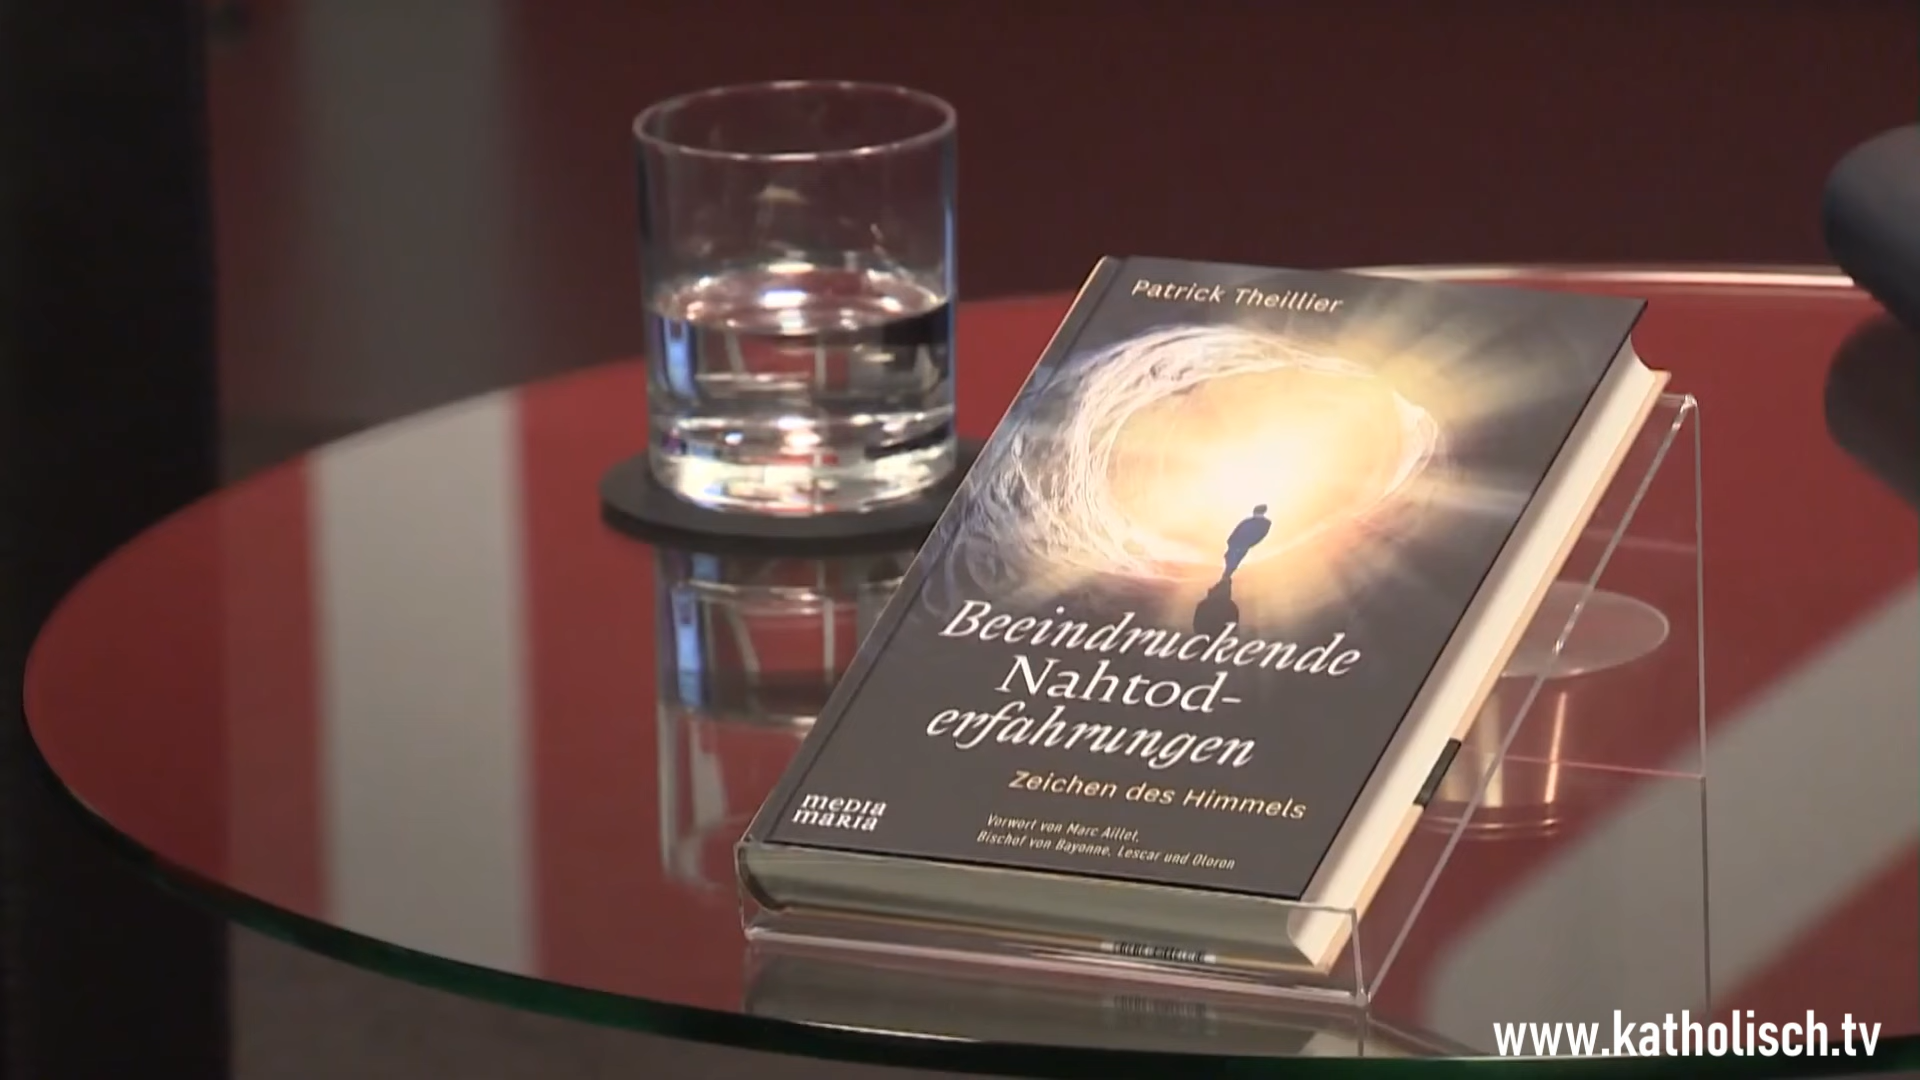 Patrick Theillier
Beeindruckende
Nahtod-
erfahrungen
Zeichen des Himmels
Vorwort von Marc Aillet,
Bischof von Bayonne, Lescar und Oloron
media
maria
www.katholisch.tv